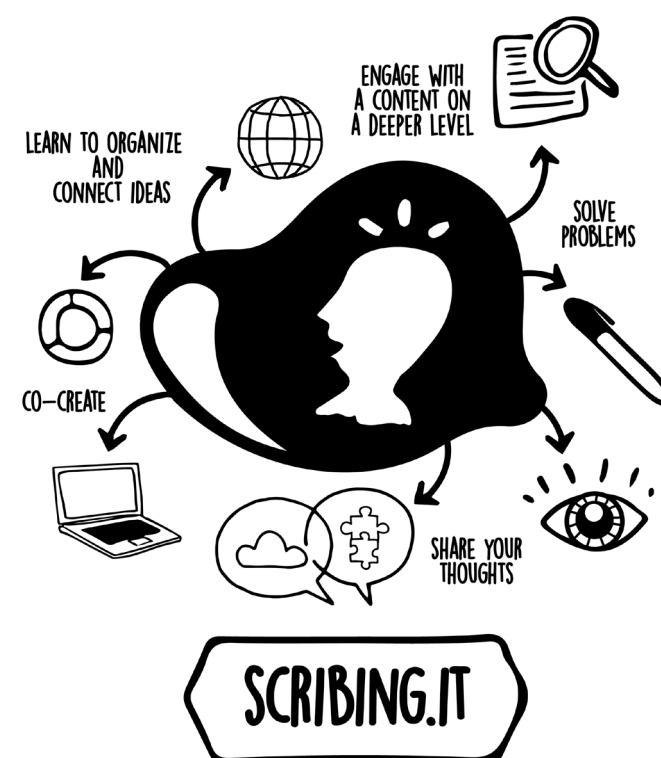 ENGAGE WITH
A CONTENT ON
A DEEPER LEVEL
LEARN TO ORGANIZE
AND
CONNECT IDEAS
SOLVE
PROBLEMS
CO-CREATE
SHARE YOUR
THOUGHTS
SCRIBING.IT